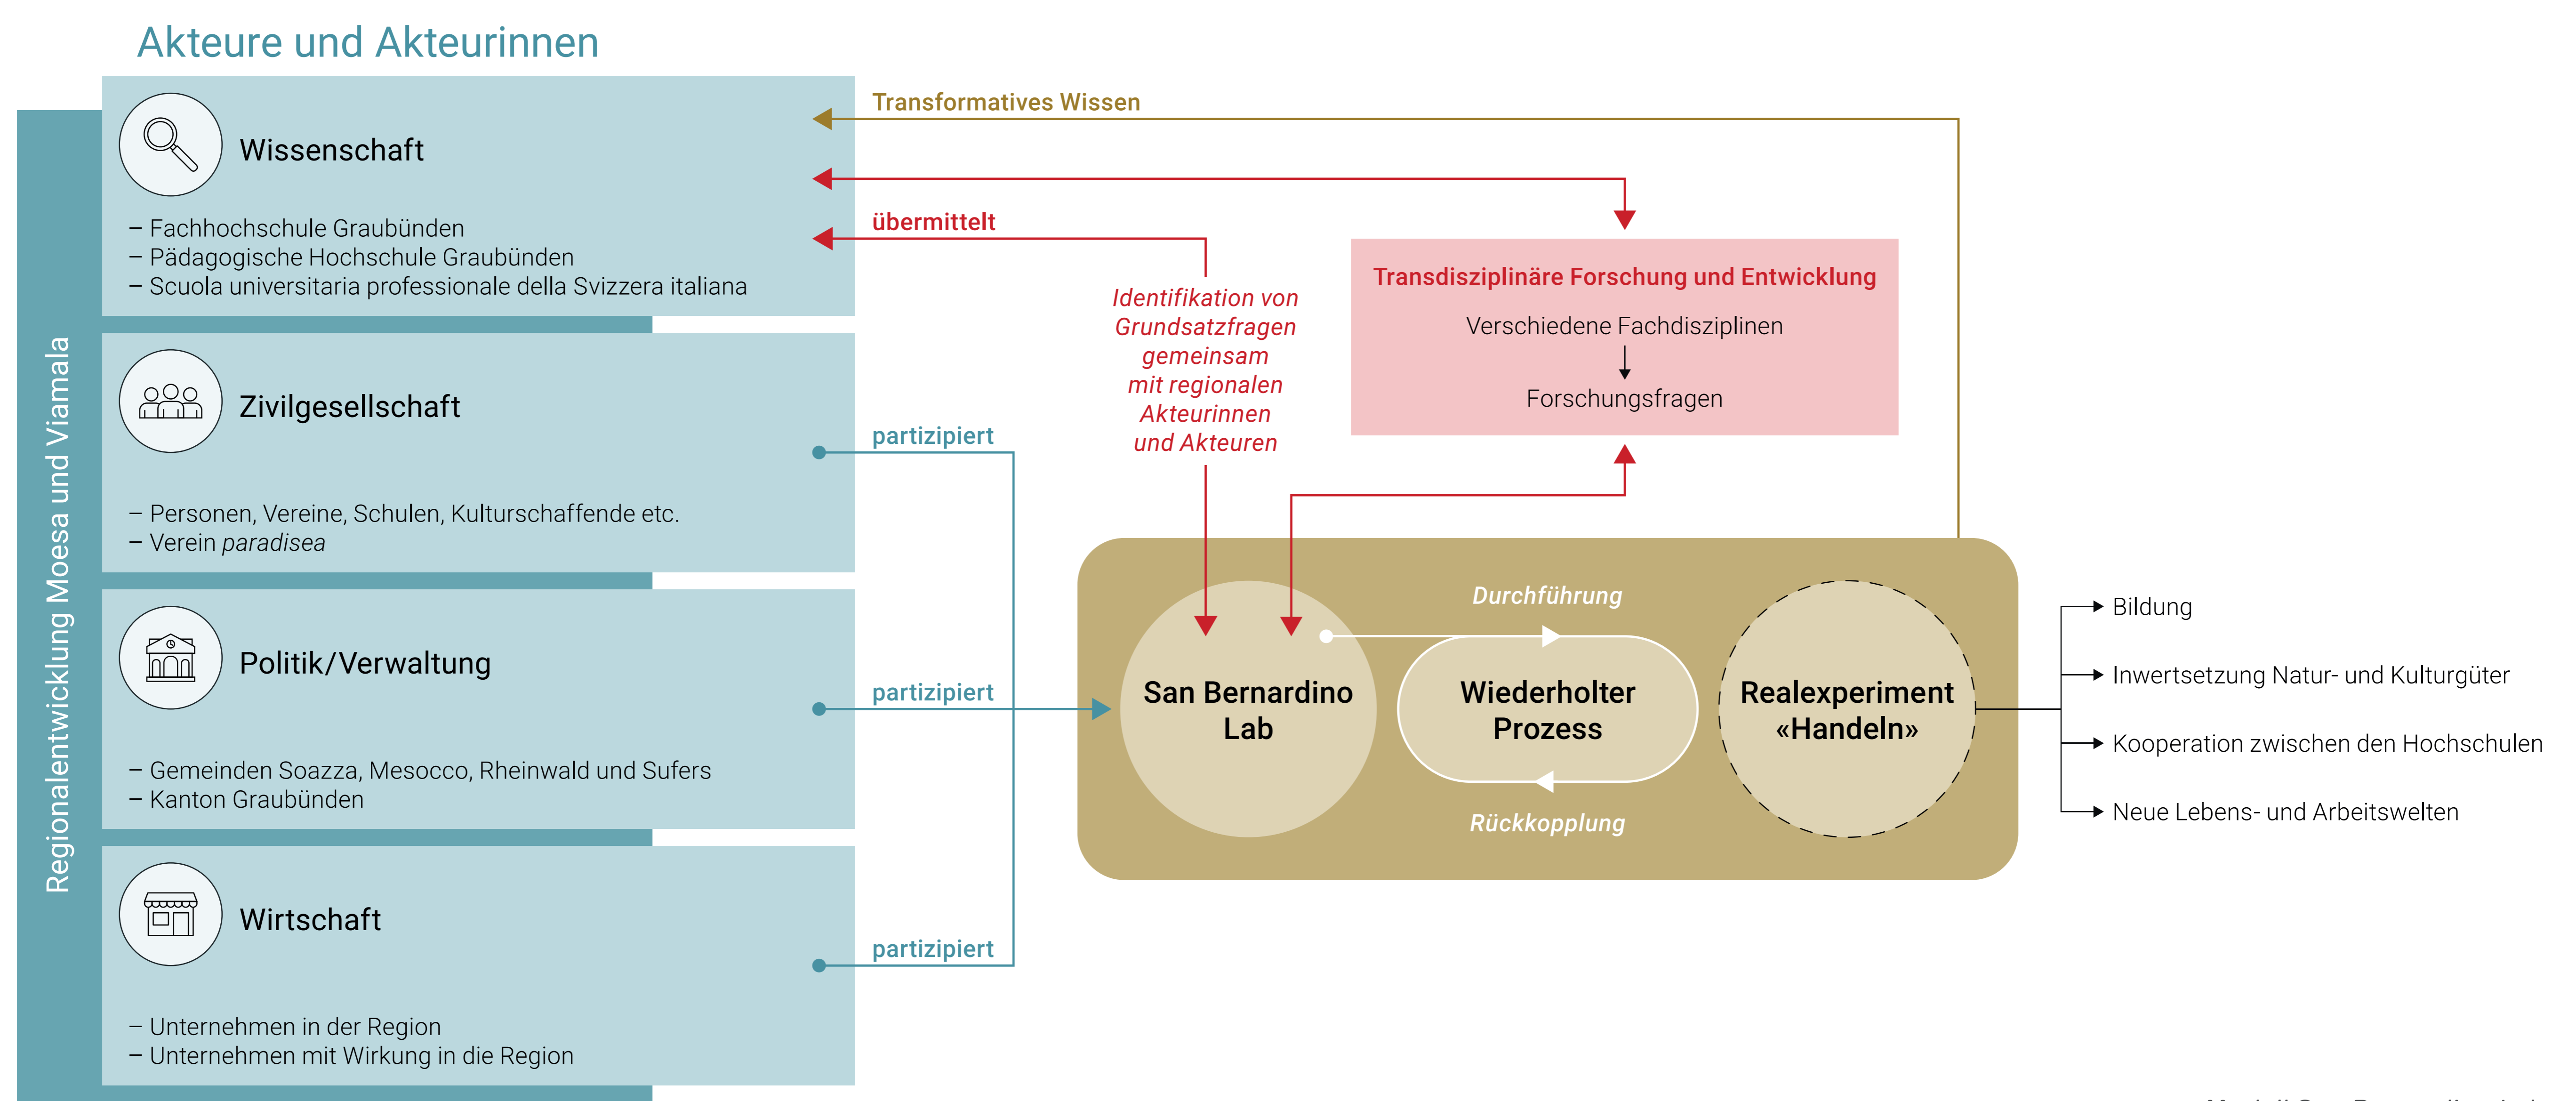 Akteure und Akteurinnen
Regionalentwicklung Moesa und Viamala
Wissenschaft
– Fachhochschule Graubünden
– Pädagogische Hochschule Graubünden
– Scuola universitaria professionale della Svizzera italiana
Zivilgesellschaft
– Personen, Vereine, Schulen, Kulturschaffende etc.
– Verein paradisea
Politik/Verwaltung
– Gemeinden Soazza, Mesocco, Rheinwald und Sufers
– Kanton Graubünden
Wirtschaft
– Unternehmen in der Region
– Unternehmen mit Wirkung in die Region
Transformatives Wissen
übermittelt
partizipiert
partizipiert
partizipiert
Identifikation von
Grundsatzfragen
gemeinsam
mit regionalen
Akteurinnen
und Akteuren
Transdisziplinäre Forschung und Entwicklung
Verschiedene Fachdisziplinen
Forschungsfragen
San Bernardino
Lab
Durchführung
Wiederholter
Prozess
Rückkopplung
Realexperiment
«Handeln»
Bildung
Inwertsetzung Natur- und Kulturgüter
Kooperation zwischen den Hochschulen
Neue Lebens- und Arbeitswelten